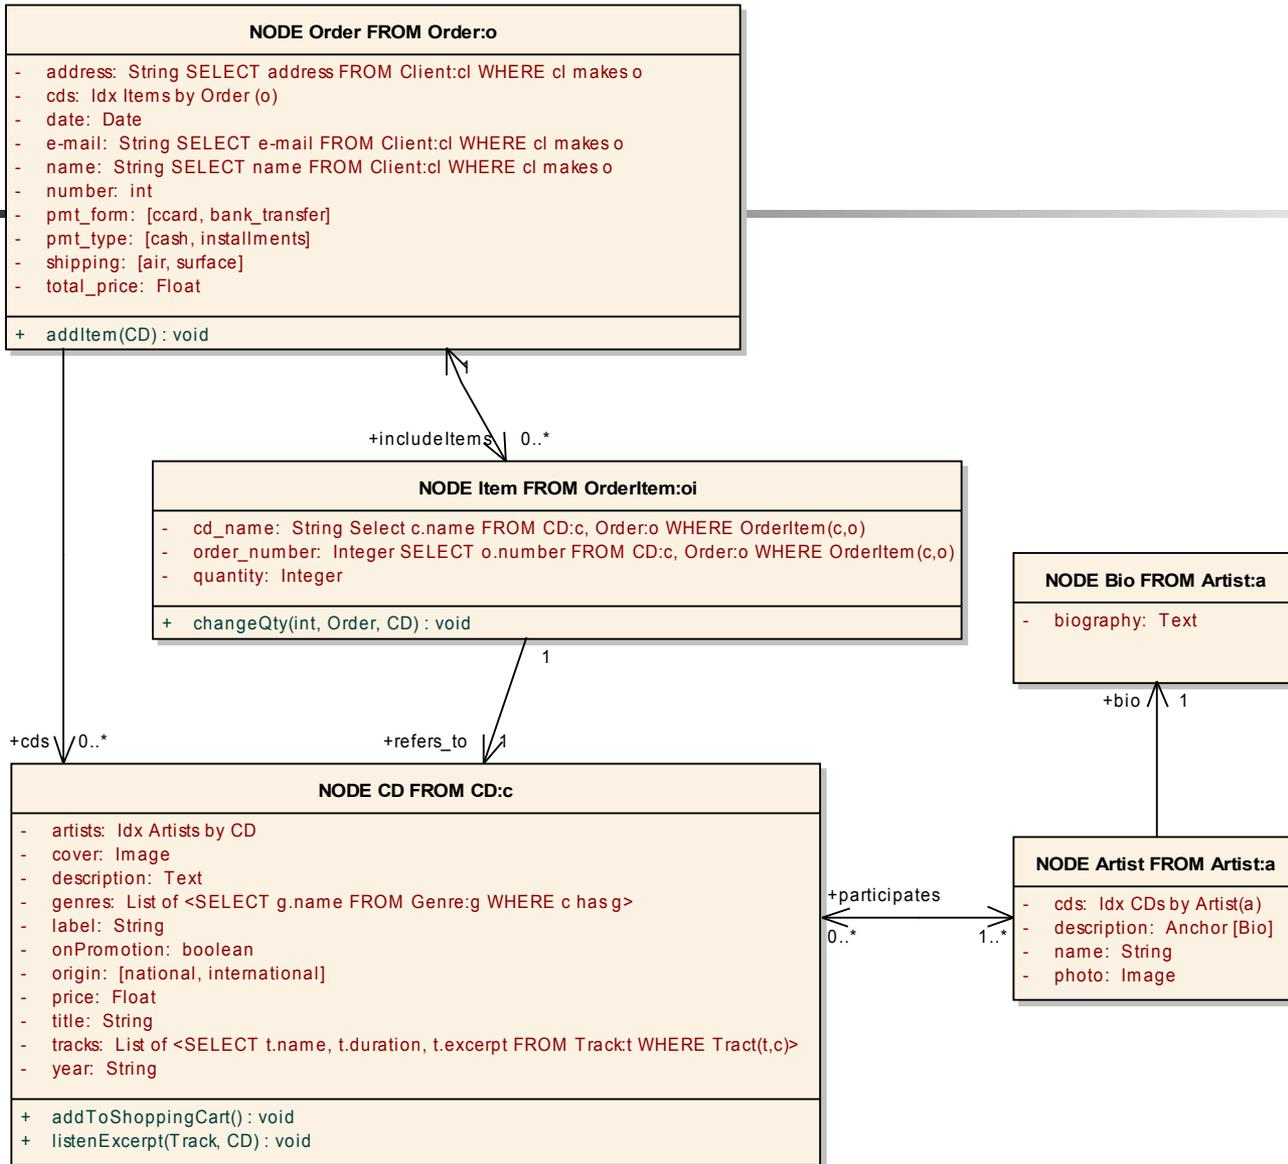 NODE Order FROM Order:o
- address: String SELECT address FROM Client:cl WHERE cl makes o
- cds: Idx Items by Order (o)
- date: Date
- e-mail: String SELECT e-mail FROM Client:cl WHERE cl makes o
- name: String SELECT name FROM Client:cl WHERE cl makes o
- number: int
- pmt_form: [ccard, bank_transfer]
- pmt_type: [cash, installments]
- shipping: [air, surface]
- total_price: Float
+ addItem(CD) : void
1
+includeItems 0..*
NODE Item FROM OrderItem:oi
- cd_name: String Select c.name FROM CD:c, Order:o WHERE OrderItem(c,o)
- order_number: Integer SELECT o.number FROM CD:c, Order:o WHERE OrderItem(c,o)
- quantity: Integer
+ changeQty(int, Order, CD) : void
NODE Bio FROM Artist:a
- biography: Text
1
+bio 1
+cds 0..*
+refers_to 1
NODE CD FROM CD:c
- artists: Idx Artists by CD
- cover: Image
- description: Text
- genres: List of <SELECT g.name FROM Genre:g WHERE c has g>
- label: String
- onPromotion: boolean
- origin: [national, international]
- price: Float
- title: String
- tracks: List of <SELECT t.name, t.duration, t.excerpt FROM Track:t WHERE Tract(t,c)>
- year: String
+ addToShoppingCart() : void
+ listenExcerpt(Track, CD) : void
+participates
0..* 1..*
NODE Artist FROM Artist:a
- cds: Idx CDs by Artist(a)
- description: Anchor [Bio]
- name: String
- photo: Image